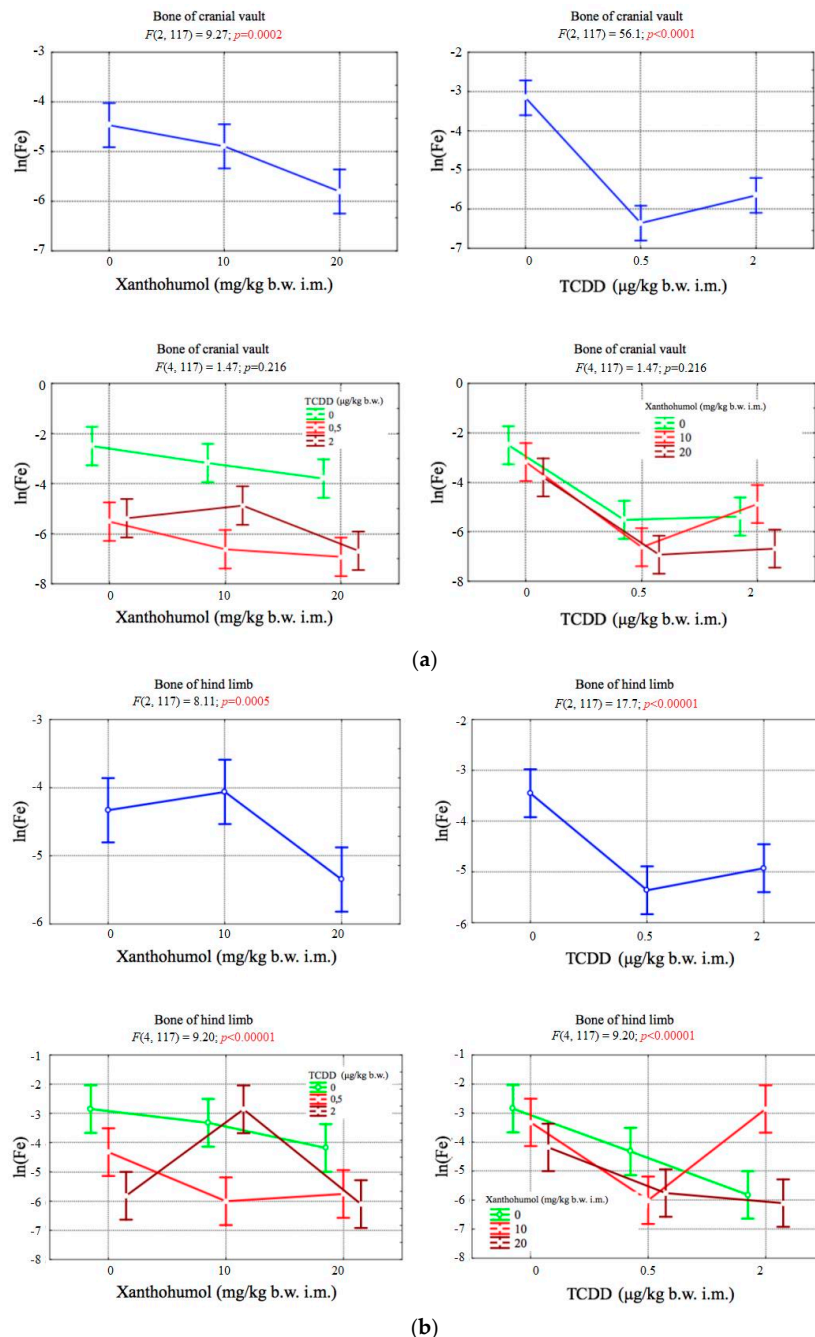 Bone of cranial vault
F(2, 117) = 9.27; p=0.0002
-3
-4
-5
-6
-7
ln(Fe)
0
10
20
Xanthohumol (mg/kg b.w. i.m.)
Bone of cranial vault
F(2, 117) = 56.1; p<0.0001
-2
-3
-4
-5
-6
-7
ln(Fe)
0
0.5
2
TCDD (µg/kg b.w. i.m.)
Bone of cranial vault
F(4, 117) = 1.47; p=0.216
0
-2
-4
-6
-8
ln(Fe)
TCDD (µg/kg b.w.)
0
0,5
2
0
10
20
Xanthohumol (mg/kg b.w. i.m.)
Bone of cranial vault
F(4, 117) = 1.47; p=0.216
0
-2
-4
-6
-8
ln(Fe)
Xanthohumol (mg/kg b.w. i.m.)
0
10
20
0
0.5
2
TCDD (µg/kg b.w. i.m.)
(a)
Bone of hind limb
F(2, 117) = 8.11; p=0.0005
-3
-4
-5
-6
ln(Fe)
0
10
20
Xanthohumol (mg/kg b.w. i.m.)
Bone of hind limb
F(2, 117) = 17.7; p<0.00001
-2
-3
-4
-5
-6
ln(Fe)
0
0.5
2
TCDD (µg/kg b.w. i.m.)
Bone of hind limb
F(4, 117) = 9.20; p<0.00001
-1
-2
-3
-4
-5
-6
-7
-8
ln(Fe)
TCDD (µg/kg b.w.)
0
0,5
2
0
10
20
Xanthohumol (mg/kg b.w. i.m.)
Bone of hind limb
F(4, 117) = 9.20; p<0.00001
-1
-2
-3
-4
-5
-6
-7
-8
ln(Fe)
Xanthohumol (mg/kg b.w. i.m.)
0
10
20
0
0.5
2
TCDD (µg/kg b.w. i.m.)
(b)